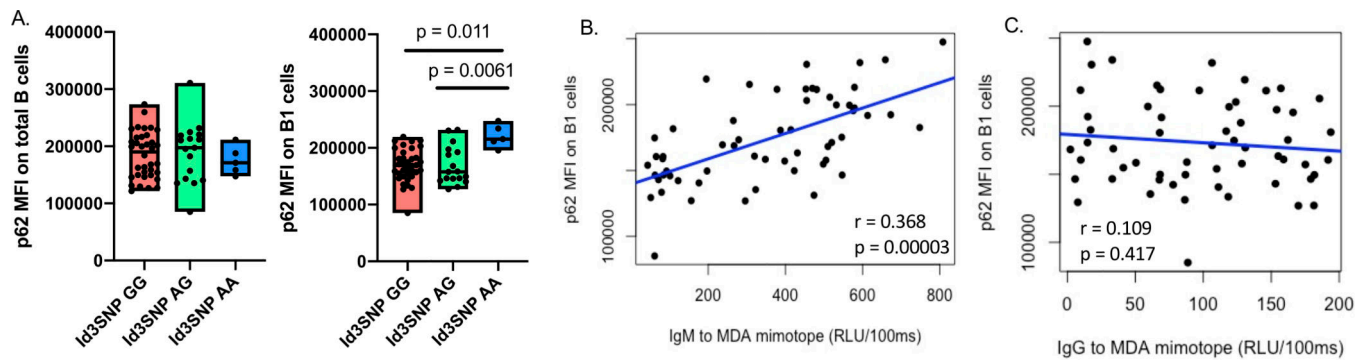 A.
p62 MFI on total B cells
400000
300000
200000
100000
0
Id3SNP GG
Id3SNP AG
Id3SNP AA
p62 MFI on B1 cells
400000
300000
200000
100000
0
p = 0.011
p = 0.0061
Id3SNP GG
Id3SNP AG
Id3SNP AA
B.
p62 MFI on B1 cells
200000
100000
r = 0.368
p = 0.00003
200
400
600
800
IgM to MDA mimotope (RLU/100ms)
C.
p62 MFI on B1 cells
200000
100000
r = 0.109
p = 0.417
0
50
100
150
200
IgG to MDA mimotope (RLU/100ms)